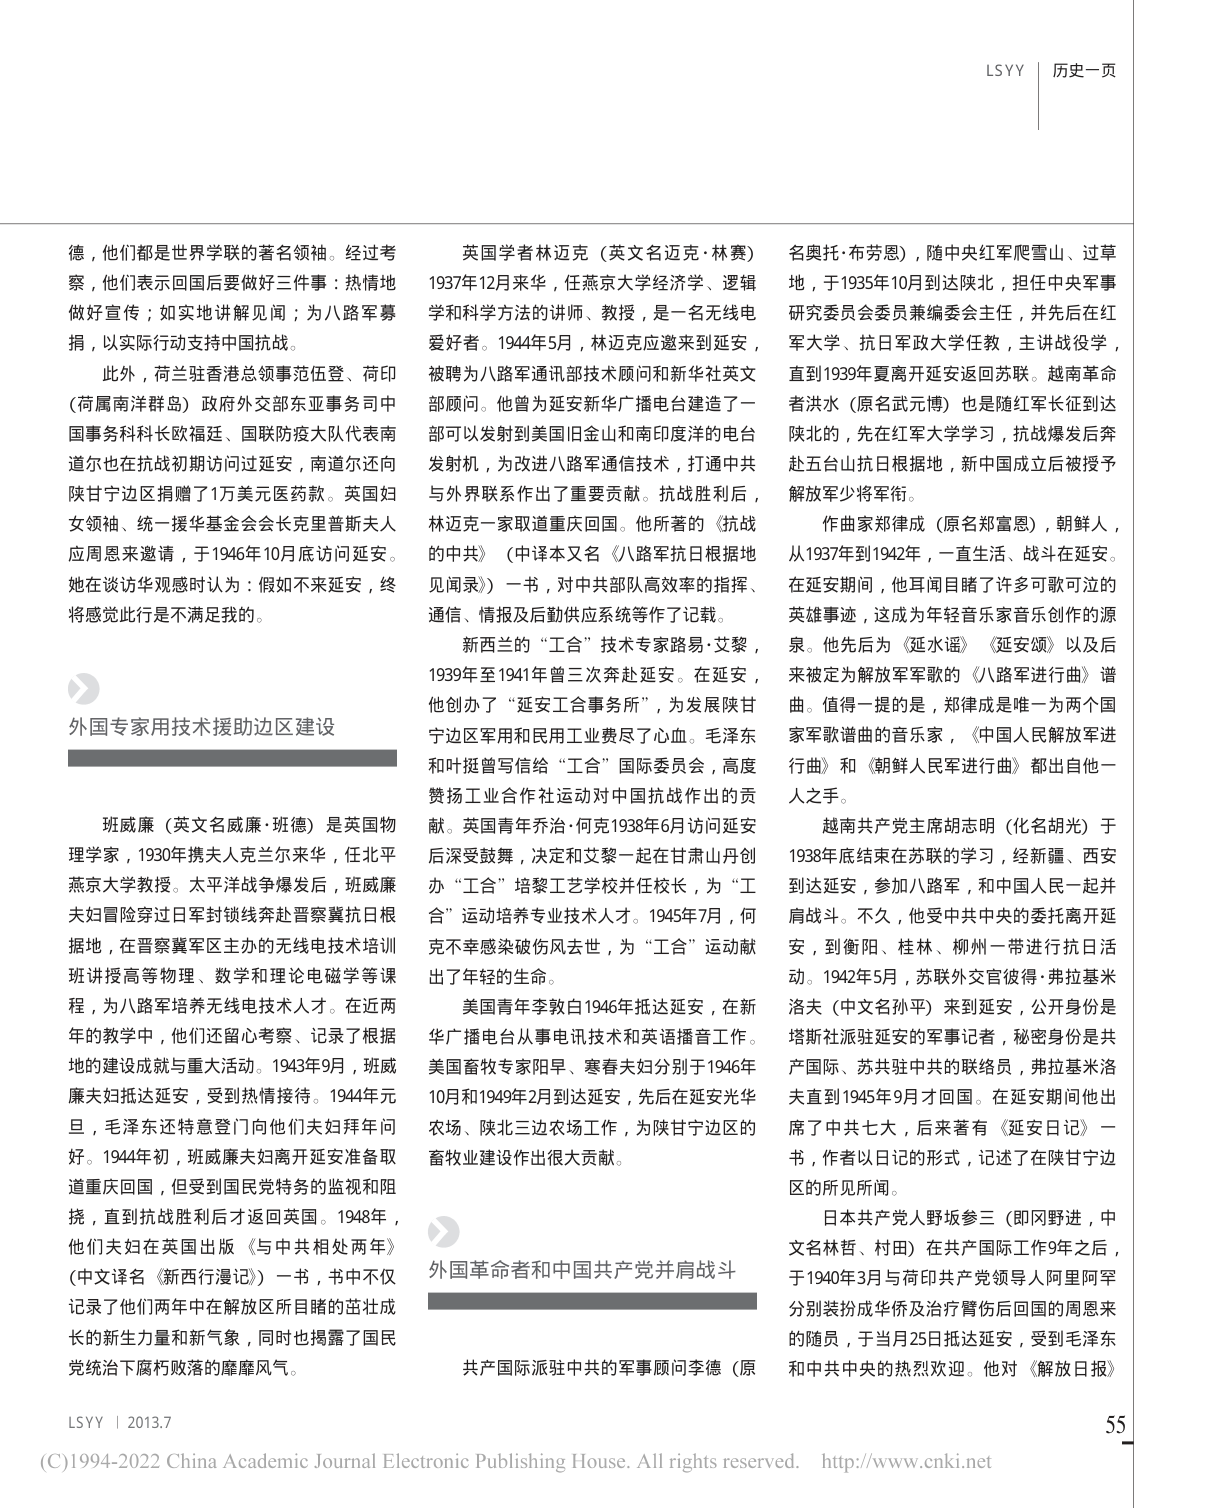 LSYY 历史一页
德，他们都是世界学联的著名领袖。经过考
察，他们表示回国后要做好三件事：热情地
做好宣传；如实地讲解见闻；为八路军募
捐，以实际行动支持中国抗战。
此外，荷兰驻香港总领事范伍登、荷印
（荷属南洋群岛）政府外交部东亚事务司中
国事务科科长欧福廷、国联防疫大队代表南
道尔也在抗战初期访问过延安，南道尔还向
陕甘宁边区捐赠了1万美元医药款。英国妇
女领袖、统一援华基金会会长克里普斯夫人
应周恩来邀请，于1946年10月底访问延安。
她在谈访华观感时认为：假如不来延安，终
将感觉此行是不满足我的。
外国专家用技术援助边区建设
班威廉（英文名威廉·班德）是英国物
理学家，1930年携夫人克兰尔来华，任北平
燕京大学教授。太平洋战争爆发后，班威廉
夫妇冒险穿过日军封锁线奔赴晋察冀抗日根
据地，在晋察冀军区主办的无线电技术培训
班讲授高等物理、数学和理论电磁学等课
程，为八路军培养无线电技术人才。在近两
年的教学中，他们还留心考察、记录了根据
地的建设成就与重大活动。1943年9月，班威
廉夫妇抵达延安，受到热情接待。1944年元
旦，毛泽东还特意登门向他们夫妇拜年问
好。1944年初，班威廉夫妇离开延安准备取
道重庆回国，但受到国民党特务的监视和阻
挠，直到抗战胜利后才返回英国。1948年，
他们夫妇在英国出版《与中共相处两年》
（中文译名《新西行漫记》）一书，书中不仅
记录了他们两年中在解放区所目睹的茁壮成
长的新生力量和新气象，同时也揭露了国民
党统治下腐朽败落的靡靡风气。
英国学者林迈克（英文名迈克·林赛）
1937年12月来华，任燕京大学经济学、逻辑
学和科学方法的讲师、教授，是一名无线电
爱好者。1944年5月，林迈克应邀来到延安，
被聘为八路军通讯部技术顾问和新华社英文
部顾问。他曾为延安新华广播电台建造了一
部可以发射到美国旧金山和南印度洋的电台
发射机，为改进八路军通信技术，打通中共
与外界联系作出了重要贡献。抗战胜利后，
林迈克一家取道重庆回国。他所著的《抗战
的中共》（中译本又名《八路军抗日根据地
见闻录》）一书，对中共部队高效率的指挥、
通信、情报及后勤供应系统等作了记载。
新西兰的“工合”技术专家路易·艾黎，
1939年至1941年曾三次奔赴延安。在延安，
他创办了“延安工合事务所”，为发展陕甘
宁边区军用和民用工业费尽了心血。毛泽东
和叶挺曾写信给“工合”国际委员会，高度
赞扬工业合作社运动对中国抗战作出的贡
献。英国青年乔治·何克1938年6月访问延安
后深受鼓舞，决定和艾黎一起在甘肃山丹创
办“工合”培黎工艺学校并任校长，为“工
合”运动培养专业技术人才。1945年7月，何
克不幸感染破伤风去世，为“工合”运动献
出了年轻的生命。
美国青年李敦白1946年抵达延安，在新
华广播电台从事电讯技术和英语播音工作。
美国畜牧专家阳早、寒春夫妇分别于1946年
10月和1949年2月到达延安，先后在延安光华
农场、陕北三边农场工作，为陕甘宁边区的
畜牧业建设作出很大贡献。
外国革命者和中国共产党并肩战斗
共产国际派驻中共的军事顾问李德（原
名奥托·布劳恩），随中央红军爬雪山、过草
地，于1935年10月到达陕北，担任中央军事
研究委员会委员兼编委会主任，并先后在红
军大学、抗日军政大学任教，主讲战役学，
直到1939年夏离开延安返回苏联。越南革命
者洪水（原名武元博）也是随红军长征到达
陕北的，先在红军大学学习，抗战爆发后奔
赴五台山抗日根据地，新中国成立后被授予
解放军少将军衔。
作曲家郑律成（原名郑富恩），朝鲜人，
从1937年到1942年，一直生活、战斗在延安。
在延安期间，他耳闻目睹了许多可歌可泣的
英雄事迹，这成为年轻音乐家音乐创作的源
泉。他先后为《延水谣》《延安颂》以及后
来被定为解放军军歌的《八路军进行曲》谱
曲。值得一提的是，郑律成是唯一为两个国
家军歌谱曲的音乐家，《中国人民解放军进
行曲》和《朝鲜人民军进行曲》都出自他一
人之手。
越南共产党主席胡志明（化名胡光）于
1938年底结束在苏联的学习，经新疆、西安
到达延安，参加八路军，和中国人民一起并
肩战斗。不久，他受中共中央的委托离开延
安，到衡阳、桂林、柳州一带进行抗日活
动。1942年5月，苏联外交官彼得·弗拉基米
洛夫（中文名孙平）来到延安，公开身份是
塔斯社派驻延安的军事记者，秘密身份是共
产国际、苏共驻中共的联络员，弗拉基米洛
夫直到1945年9月才回国。在延安期间他出
席了中共七大，后来著有《延安日记》一
书，作者以日记的形式，记述了在陕甘宁边
区的所见所闻。
日本共产党人野坂参三（即冈野进，中
文名林哲、村田）在共产国际工作9年之后，
于1940年3月与荷印共产党领导人阿里阿罕
分别装扮成华侨及治疗臂伤后回国的周恩来
的随员，于当月25日抵达延安，受到毛泽东
和中共中央的热烈欢迎。他对《解放日报》
LSYY | 2013.7
55
(C)1994-2022 China Academic Journal Electronic Publishing House. All rights reserved. http://www.cnki.net